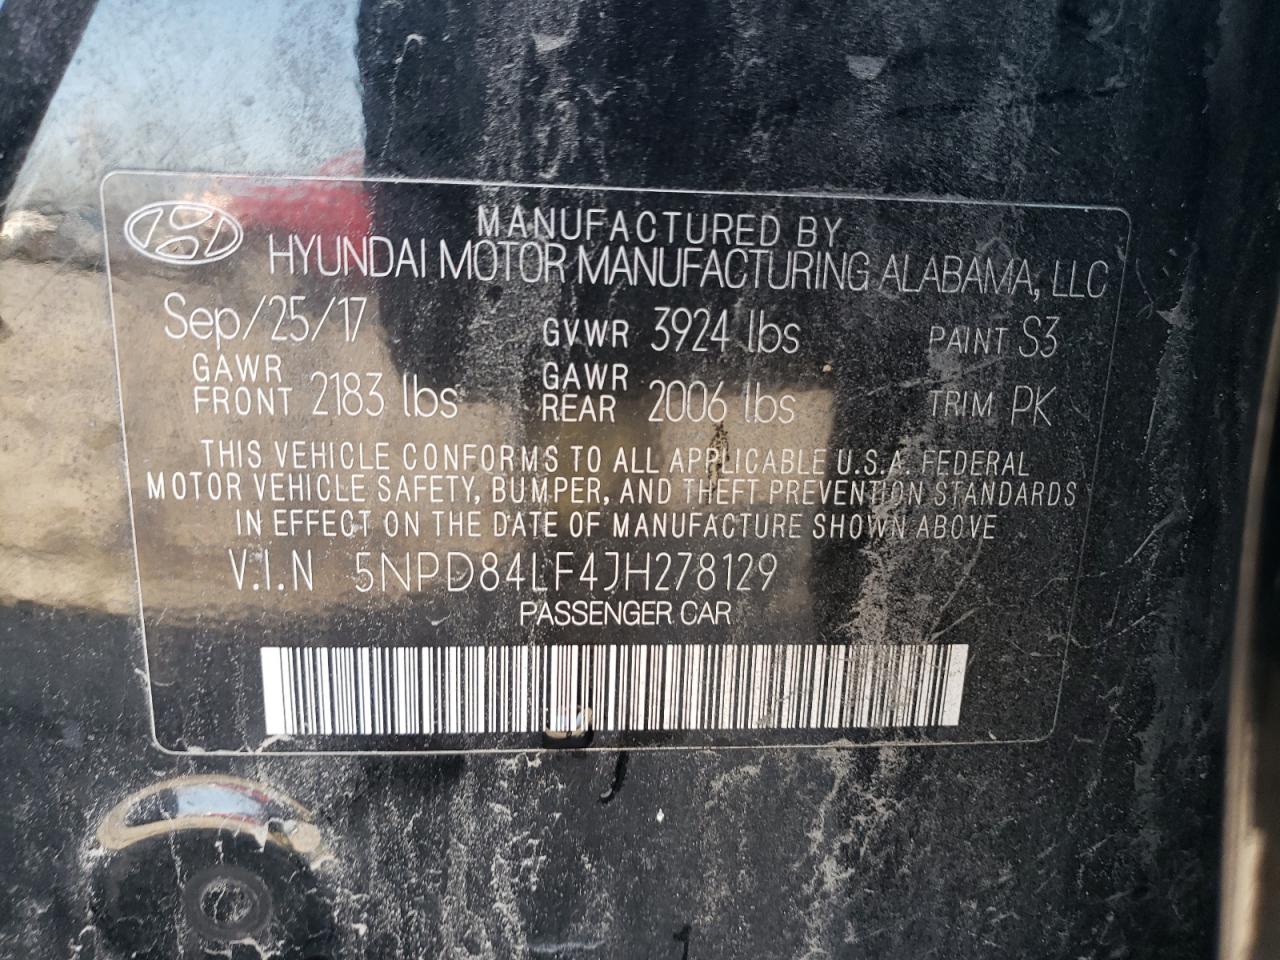 MANUFACTURED BY
HYUNDAI MOTOR MANUFACTURING ALABAMA, LLC
Sep/25/17 GVWR 3924 lbs PAINT S3
GAWR FRONT 2183 lbs GAWR REAR 2006 lbs TRIM PK
THIS VEHICLE CONFORMS TO ALL APPLICABLE U.S.A. FEDERAL
MOTOR VEHICLE SAFETY, BUMPER, AND THEFT PREVENTION STANDARDS
IN EFFECT ON THE DATE OF MANUFACTURE SHOWN ABOVE
V.I.N 5NPD84LF4JH278129
PASSENGER CAR